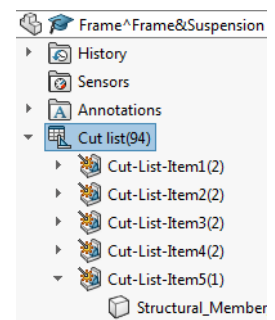 Frame^Frame&Suspension
History
Sensors
Annotations
Cut list(94)
Cut-List-Item1(2)
Cut-List-Item2(2)
Cut-List-Item3(2)
Cut-List-Item4(2)
Cut-List-Item5(1)
Structural_Member